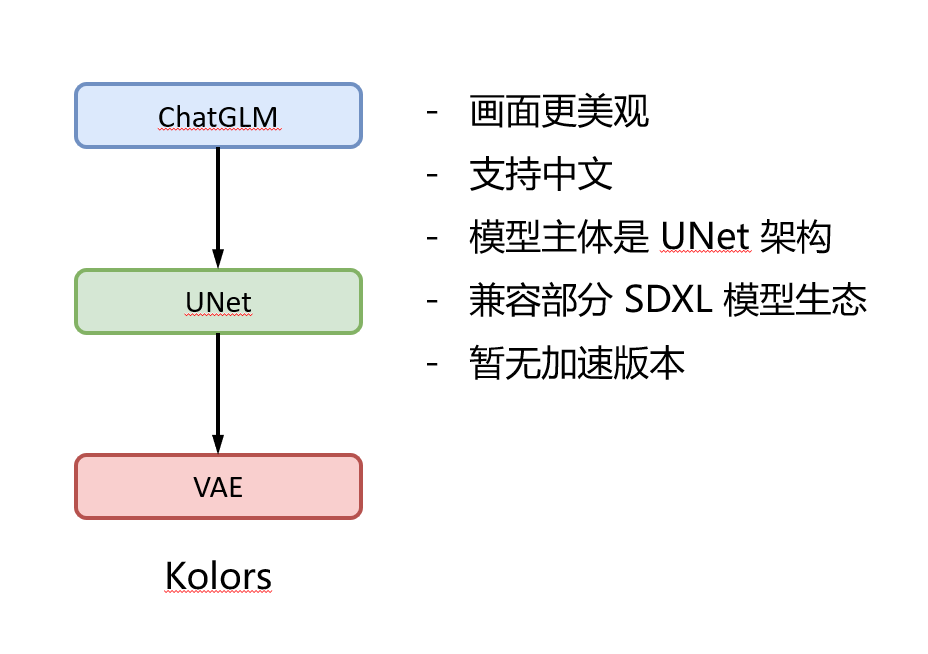 ChatGLM
UNet
VAE
Kolors
- 画面更美观
- 支持中文
- 模型主体是 UNet 架构
- 兼容部分 SDXL 模型生态
- 暂无加速版本